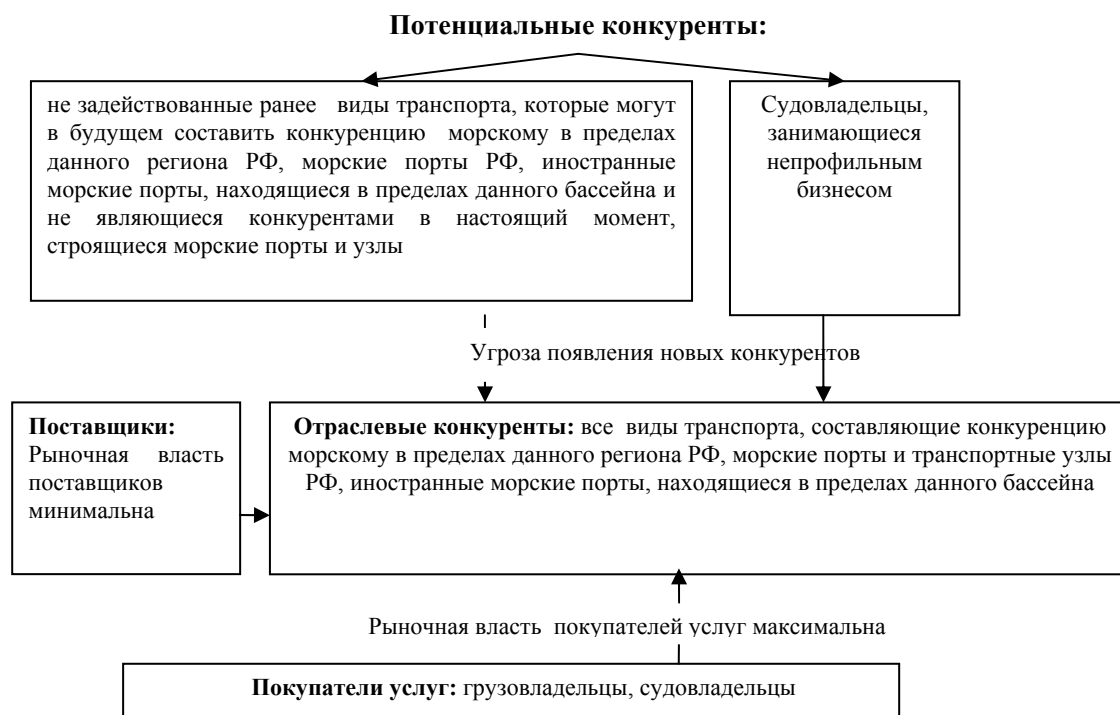 Потенциальные конкуренты:
не задействованные ранее виды транспорта, которые могут
в будущем составить конкуренцию морскому в пределах
данного региона РФ, морские порты РФ, иностранные
морские порты, находящиеся в пределах данного бассейна и
не являющиеся конкурентами в настоящий момент,
строящиеся морские порты и узлы
Судовладельцы,
занимающиеся
непрофильным
бизнесом
Угроза появления новых конкурентов
Поставщики:
Рыночная власть
поставщиков
минимальна
Отраслевые конкуренты: все виды транспорта, составляющие конкуренцию
морскому в пределах данного региона РФ, морские порты и транспортные узлы
РФ, иностранные морские порты, находящиеся в пределах данного бассейна
Рыночная власть покупателей услуг максимальна
Покупатели услуг: грузовладельцы, судовладельцы